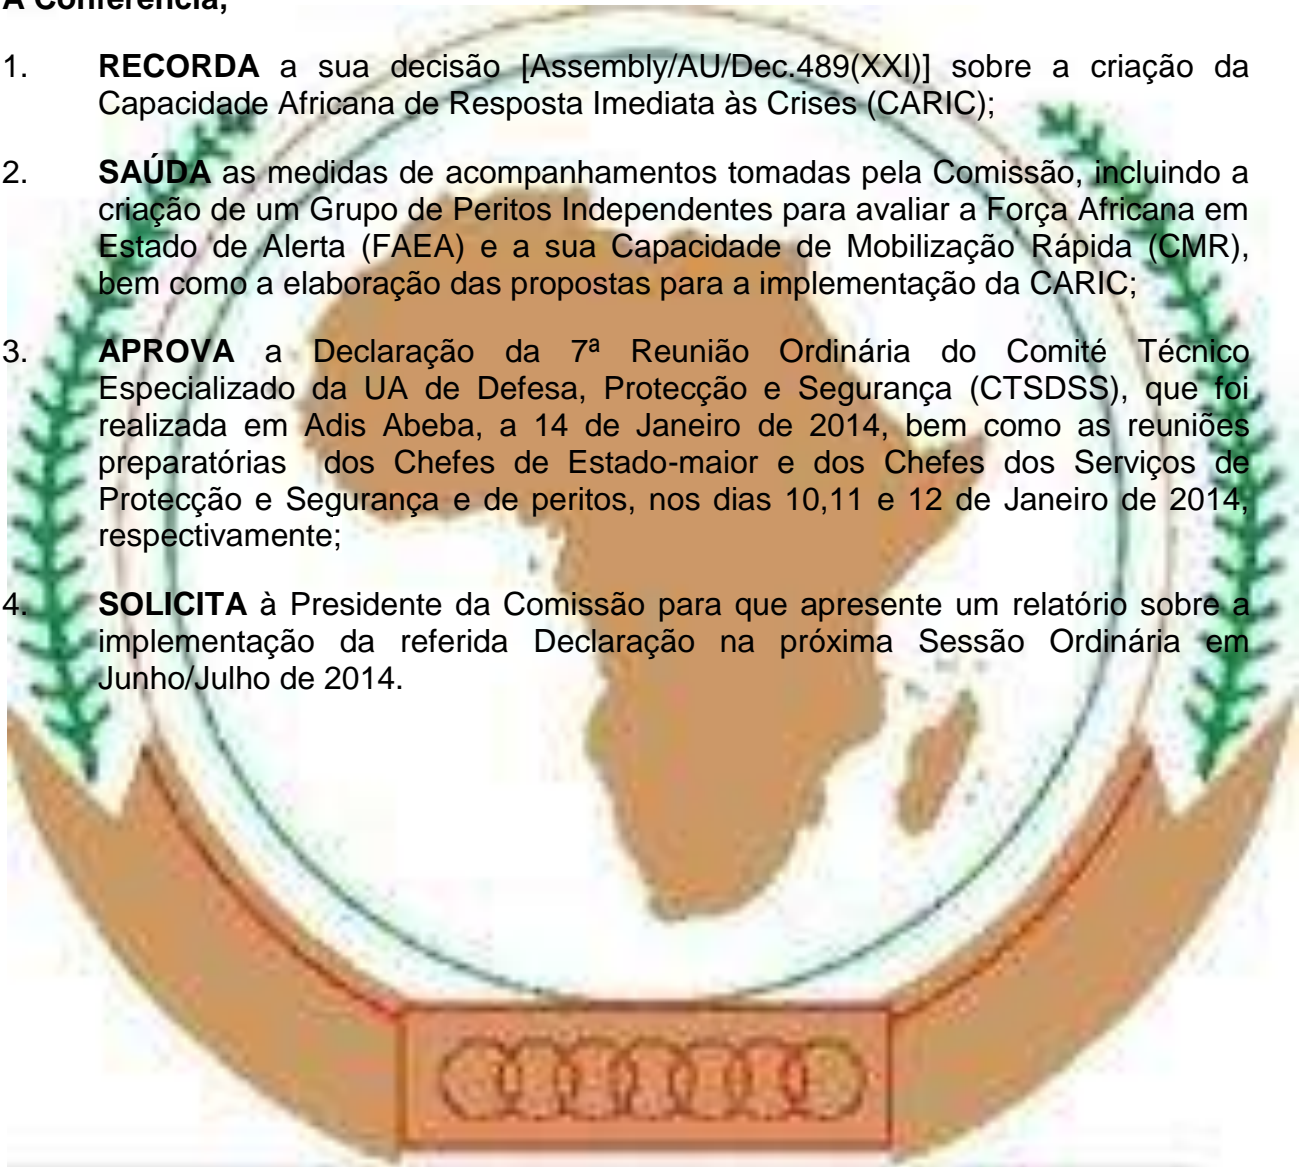 A Conferência,
1. RECORDA a sua decisão [Assembly/AU/Dec.489(XXI)] sobre a criação da
Capacidade Africana de Resposta Imediata às Crises (CARIC);
2. SAÚDA as medidas de acompanhamentos tomadas pela Comissão, incluindo a
criação de um Grupo de Peritos Independentes para avaliar a Força Africana em
Estado de Alerta (FAEA) e a sua Capacidade de Mobilização Rápida (CMR),
bem como a elaboração das propostas para a implementação da CARIC;
3. APROVA a Declaração da 7ª Reunião Ordinária do Comité Técnico
Especializado da UA de Defesa, Protecção e Segurança (CTSDSS), que foi
realizada em Adis Abeba, a 14 de Janeiro de 2014, bem como as reuniões
preparatórias dos Chefes de Estado-maior e dos Chefes dos Serviços de
Protecção e Segurança e de peritos, nos dias 10,11 e 12 de Janeiro de 2014,
respectivamente;
4. SOLICITA à Presidente da Comissão para que apresente um relatório sobre a
implementação da referida Declaração na próxima Sessão Ordinária em
Junho/Julho de 2014.